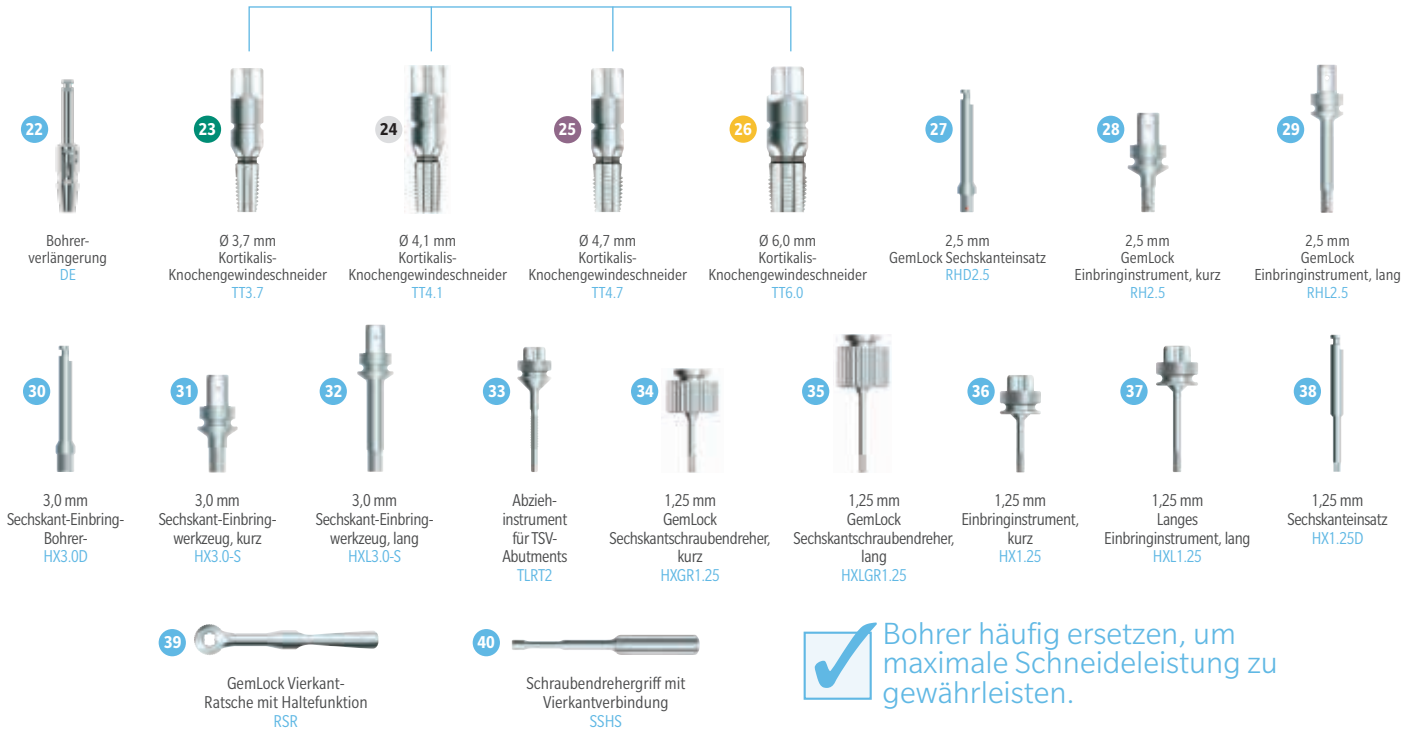 22
23
24
25
26
27
28
29
Bohrer-
verlängerung
DE
Ø 3,7 mm
Kortikalis-
Knochengewindeschneider
TT3.7
Ø 4,1 mm
Kortikalis-
Knochengewindeschneider
TT4.1
Ø 4,7 mm
Kortikalis-
Knochengewindeschneider
TT4.7
Ø 6,0 mm
Kortikalis-
Knochengewindeschneider
TT6.0
2,5 mm
GemLock Sechskanteinsatz
RHD2.5
2,5 mm
GemLock
Einbringinstrument, kurz
RH2.5
2,5 mm
GemLock
Einbringinstrument, lang
RHL2.5
30
31
32
33
34
35
36
37
38
3,0 mm
Sechskant-Einbring-
Bohrer-
HX3.0D
3,0 mm
Sechskant-Einbring-
werkzeug, kurz
HX3.0-S
3,0 mm
Sechskant-Einbring-
werkzeug, lang
HXL3.0-S
Abzieh-
instrument
für TSV-
Abutments
TLRT2
1,25 mm
GemLock
Sechskantschraubendreher,
kurz
HXGR1.25
1,25 mm
GemLock
Sechskantschraubendreher,
lang
HXLGR1.25
1,25 mm
Einbringinstrument,
kurz
HX1.25
1,25 mm
Langes
Einbringinstrument, lang
HXL1.25
1,25 mm
Sechskanteinsatz
HX1.25D
39
GemLock Vierkant-
Ratsche mit Haltefunktion
RSR
40
Schraubendrehergriff mit
Vierkantverbindung
SSHS
Bohrer häufig ersetzen, um
maximale Schneideleistung zu
gewährleisten.